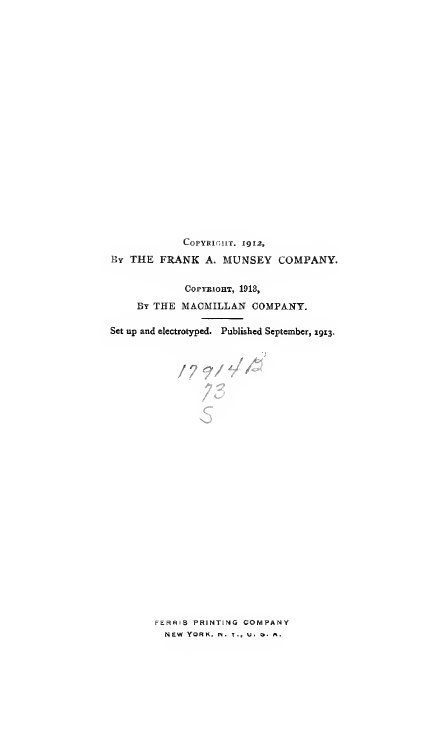 Copyright, 1912,
By THE FRANK A. MUNSEY COMPANY.
Copyright, 1913,
By THE MACMILLAN COMPANY.
Set up and electrotyped. Published September, 1913.
17914B
73
S
FERRIS PRINTING COMPANY
NEW YORK, N. Y., U. S. A.